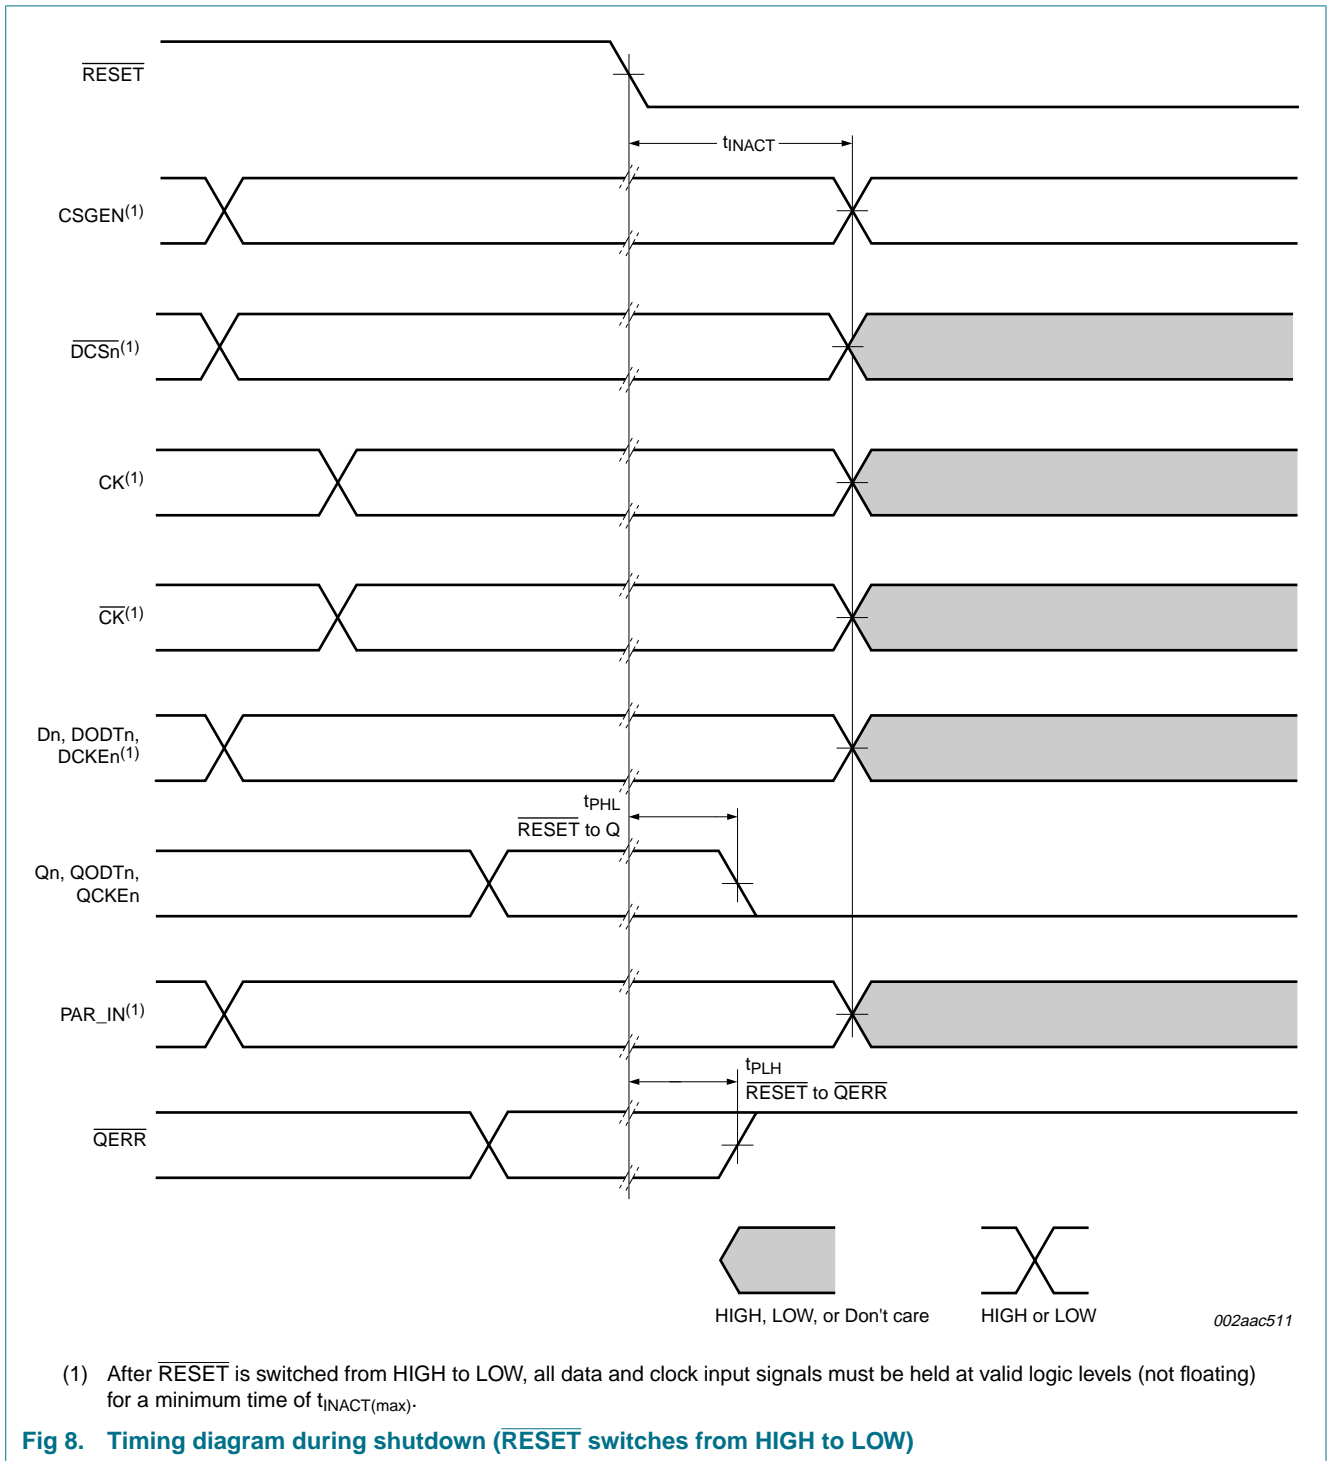 RESET
tINACT
CSGEN(1)
DCSn(1)
CK(1)
CK(1)
Dn, DODTn,
DCKEn(1)
tPHL
RESET to Q
Qn, QODTn,
QCKEn
PAR_IN(1)
tPLH
RESET to QERR
QERR
HIGH, LOW, or Don't care
HIGH or LOW
002aac511
(1) After RESET is switched from HIGH to LOW, all data and clock input signals must be held at valid logic levels (not floating)
for a minimum time of tINACT(max).
Fig 8. Timing diagram during shutdown (RESET switches from HIGH to LOW)